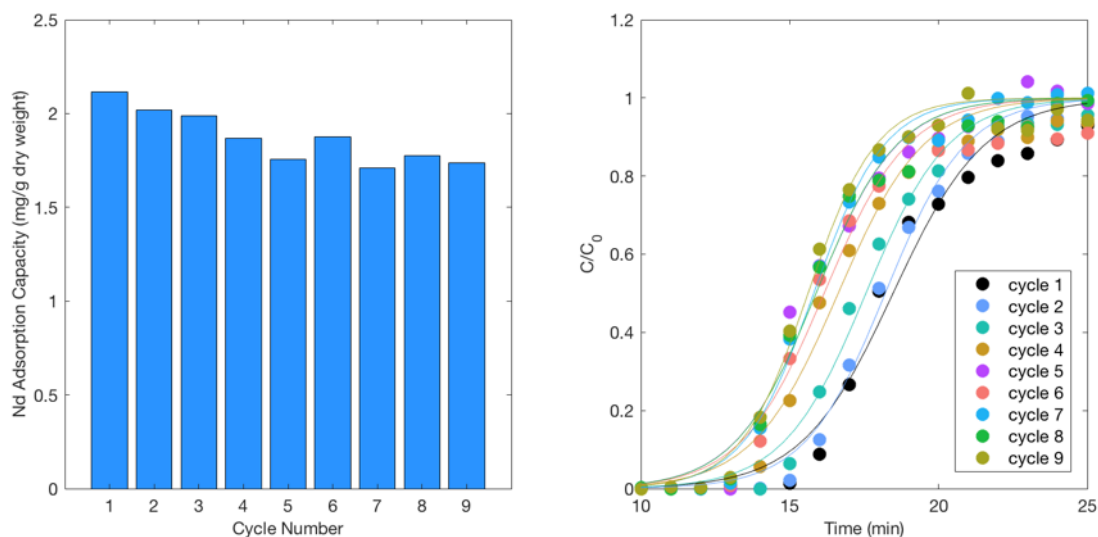 2.5
2
1.5
1
0.5
0
Nd Adsorption Capacity (mg/g dry weight)
1 2 3 4 5 6 7 8 9
Cycle Number
1.2
1
0.8
0.6
0.4
0.2
0
C/C0
10 15 20 25
Time (min)
cycle 1
cycle 2
cycle 3
cycle 4
cycle 5
cycle 6
cycle 7
cycle 8
cycle 9